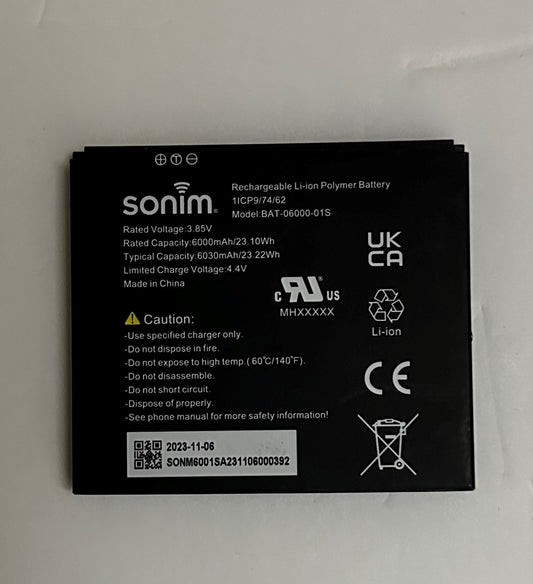 sonim®
Rechargeable Li-ion Polymer Battery
1ICP9/74/62
Model:BAT-06000-01S
Rated Voltage:3.85V
Rated Capacity:6000mAh/23.10Wh
Typical Capacity:6030mAh/23.22Wh
Limited Charge Voltage:4.4V
Made in China
UK
CA
C RU US
MHXXXXX
Li-ion
CE
Caution:
-Use specified charger only.
-Do not dispose in fire.
-Do not expose to high temp.( 60°C/140°F).
-Do not disassemble.
-Do not short circuit.
-Dispose of properly.
-See phone manual for more safety information!
2023-11-06
SONM6001SA231106000392